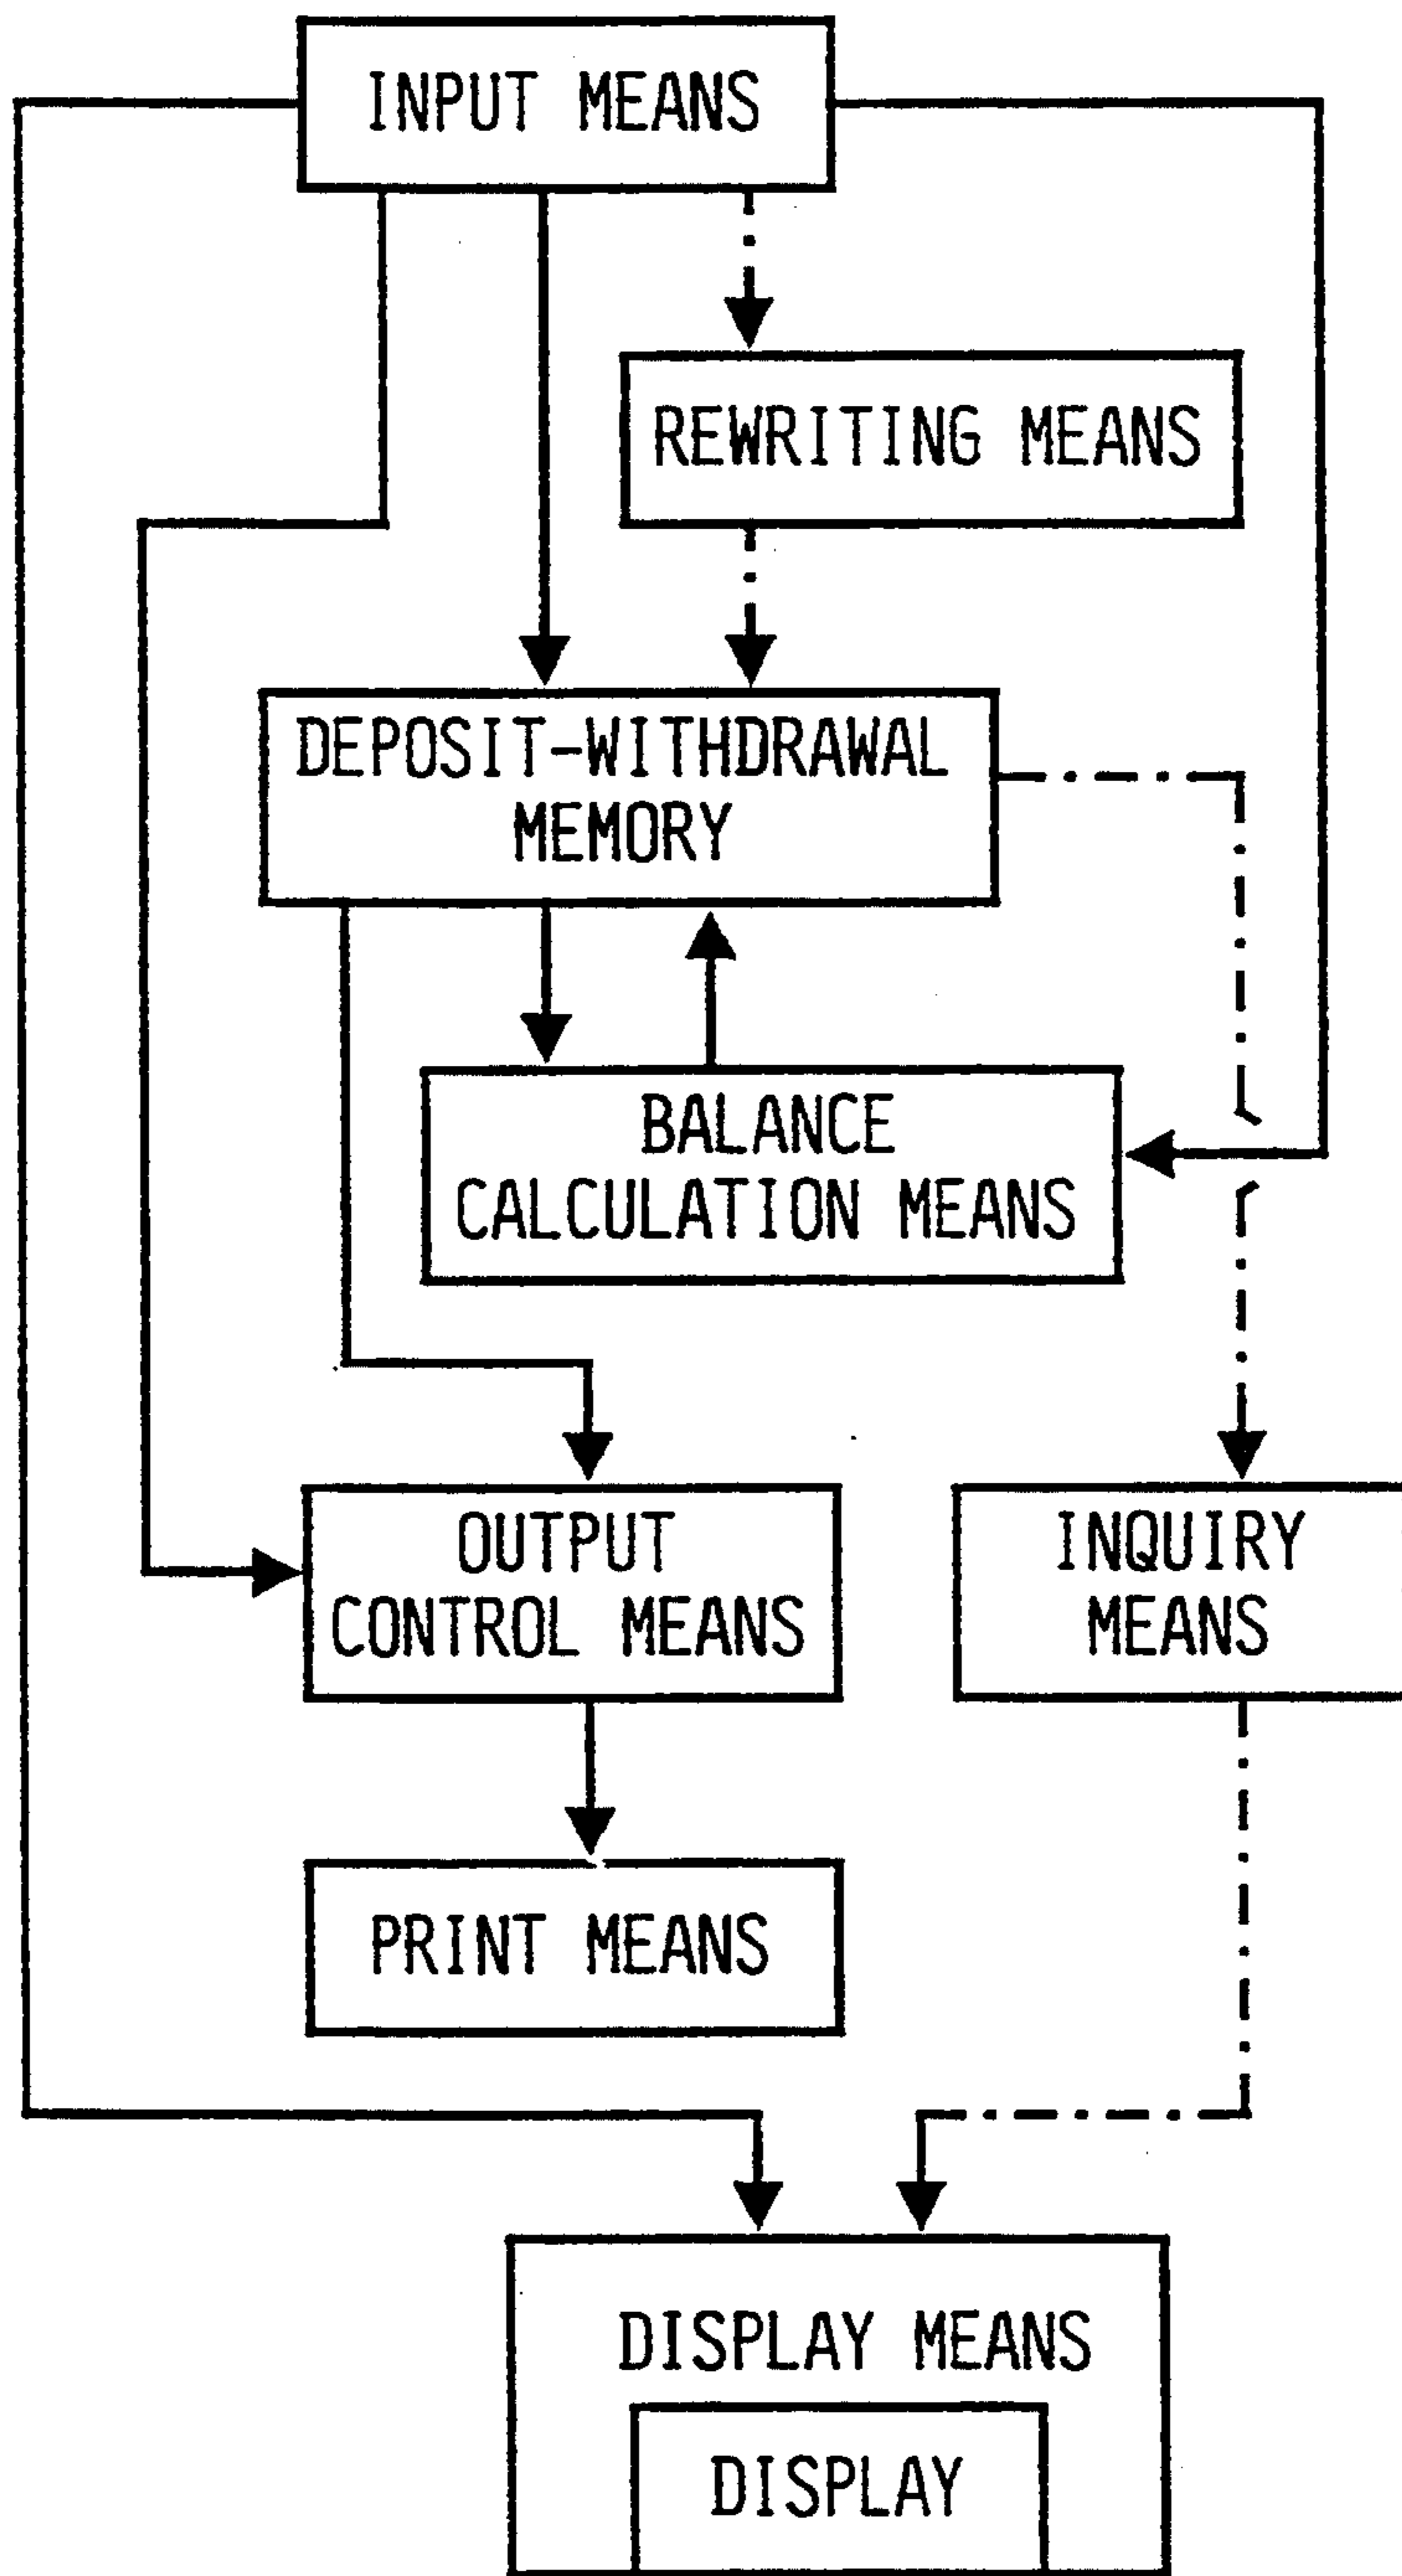 INPUT MEANS
REWRITING MEANS
DEPOSIT-WITHDRAWAL
MEMORY
BALANCE
CALCULATION MEANS
OUTPUT
CONTROL MEANS
INQUIRY
MEANS
PRINT MEANS
DISPLAY MEANS
DISPLAY